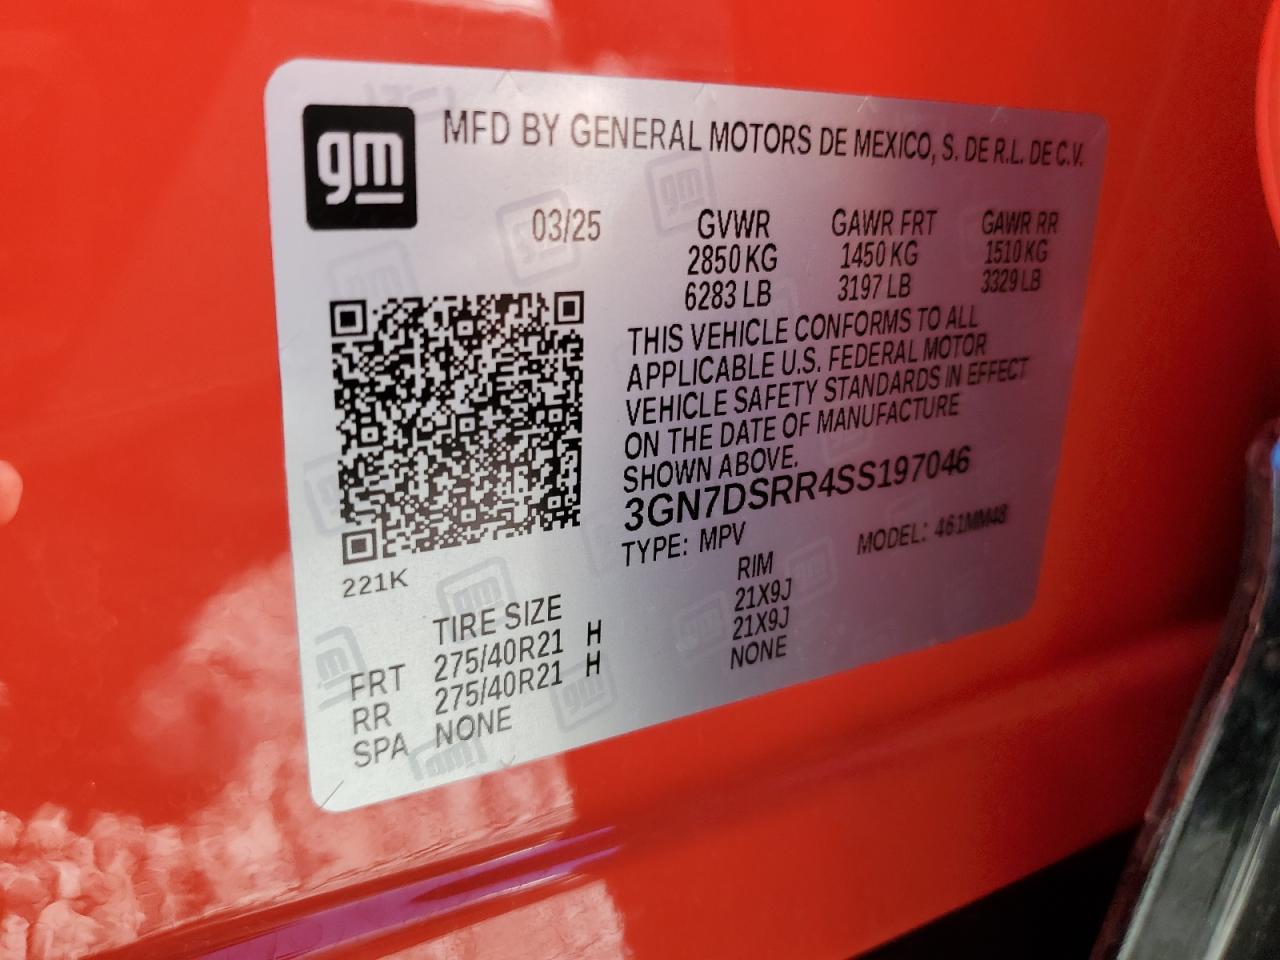 gm
MFD BY GENERAL MOTORS DE MEXICO, S. DE R.L. DE C.V.
03/25 GVWR GAWR FRT GAWR RR
2850 KG 1450 KG 1510 KG
6283 LB 3197 LB 3329 LB
THIS VEHICLE CONFORMS TO ALL
APPLICABLE U.S. FEDERAL MOTOR
VEHICLE SAFETY STANDARDS IN EFFECT
ON THE DATE OF MANUFACTURE
SHOWN ABOVE.
3GN7DSRR4SS197046
TYPE: MPV MODEL: 461MM48
221K
TIRE SIZE RIM
FRT 275/40R21 H 21X9J
RR 275/40R21 H 21X9J
SPA NONE NONE